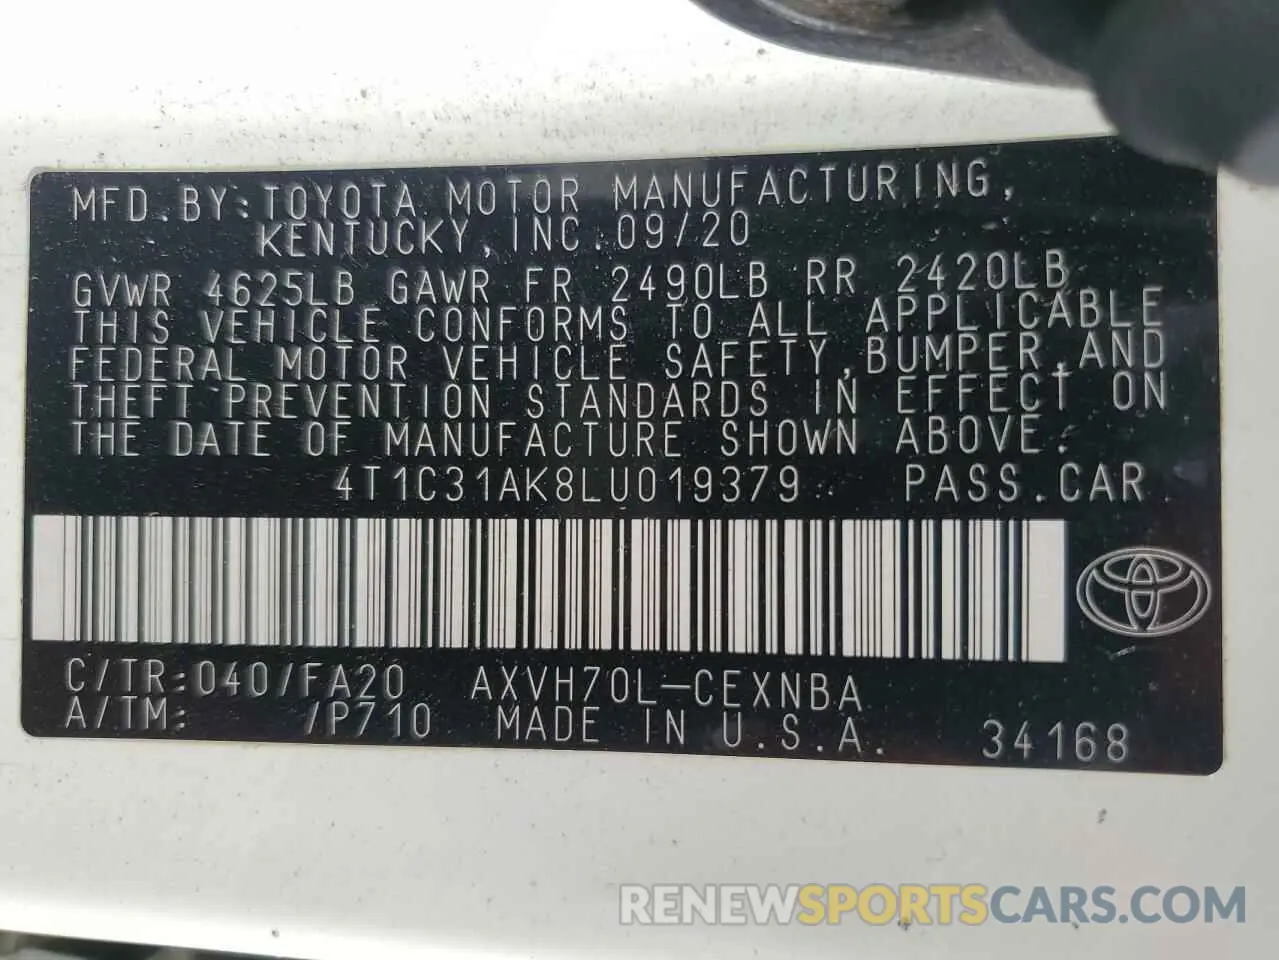 MFD. BY: TOYOTA MOTOR MANUFACTURING,
KENTUCKY, INC. 09/20
GVWR 4625LB GAWR FR 2490LB RR 2420LB
THIS VEHICLE CONFORMS TO ALL APPLICABLE
FEDERAL MOTOR VEHICLE SAFETY, BUMPER, AND
THEFT PREVENTION STANDARDS IN EFFECT ON
THE DATE OF MANUFACTURE SHOWN ABOVE.
4T1C31AK8LU019379 PASS. CAR
C/TR: 040/FA20 AXVH70L-CEXNBA
A/TM: /P710 MADE IN U.S.A. 34168
RENEWSPORTSCARS.COM